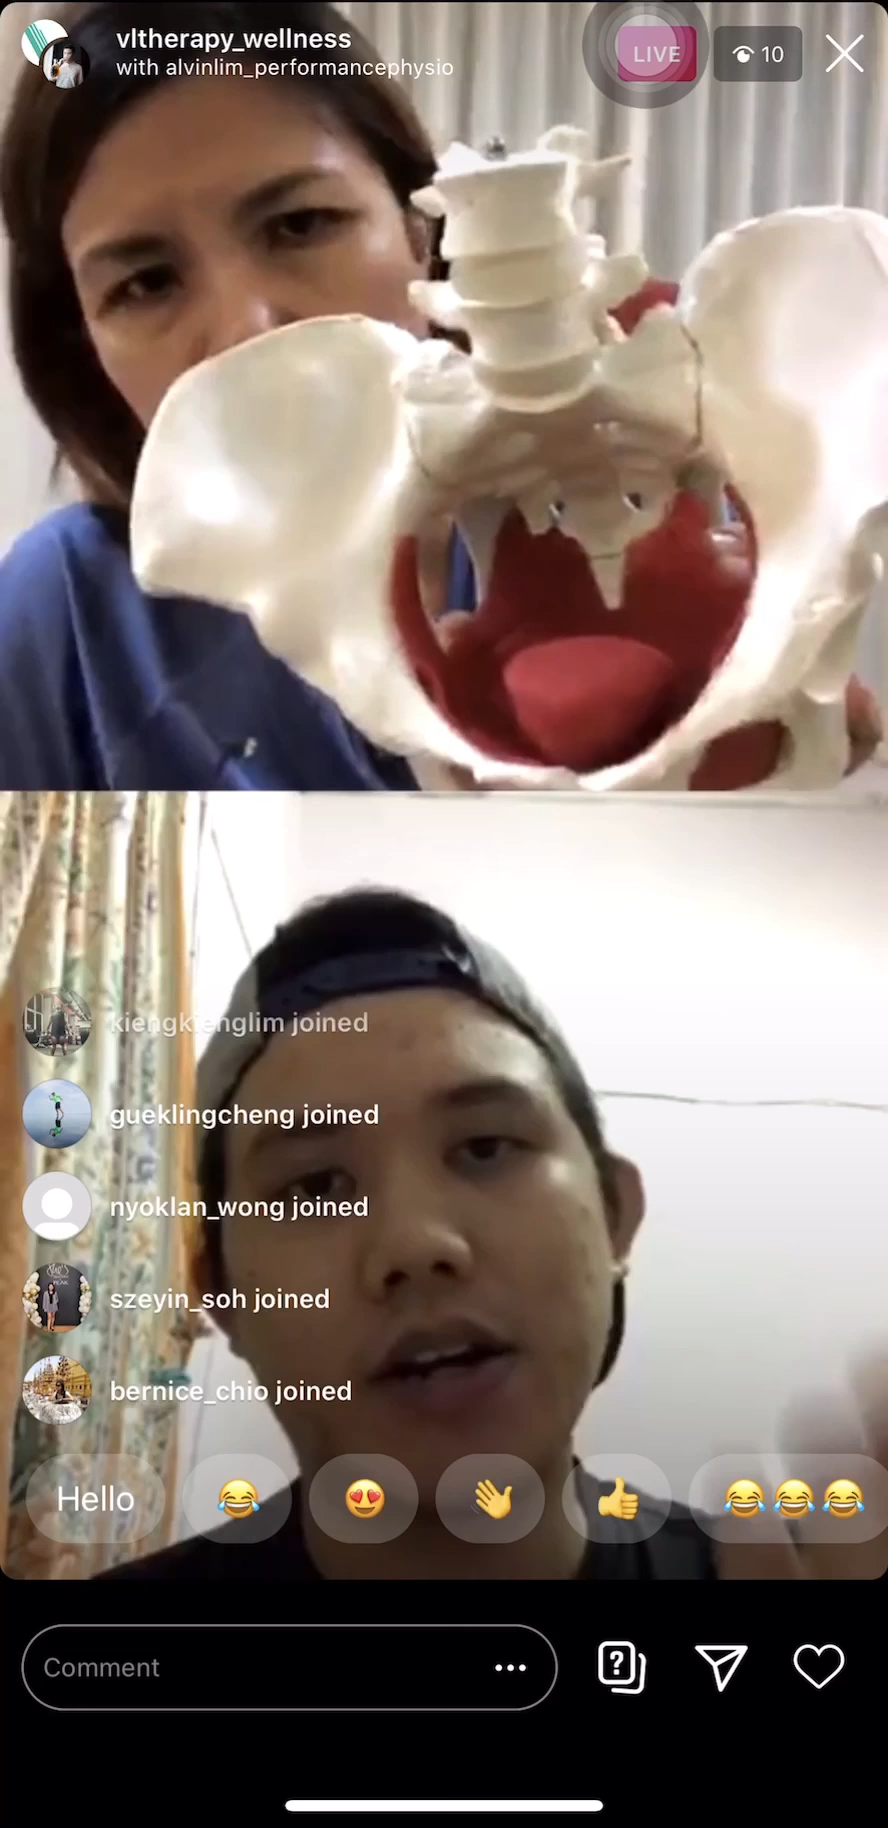 vltherapy_wellness
with alvinlim_performancephysio
LIVE
10
kiengkienglim joined
gueklingcheng joined
nyoklan_wong joined
szeyin_soh joined
bernice_chio joined
Hello
Comment